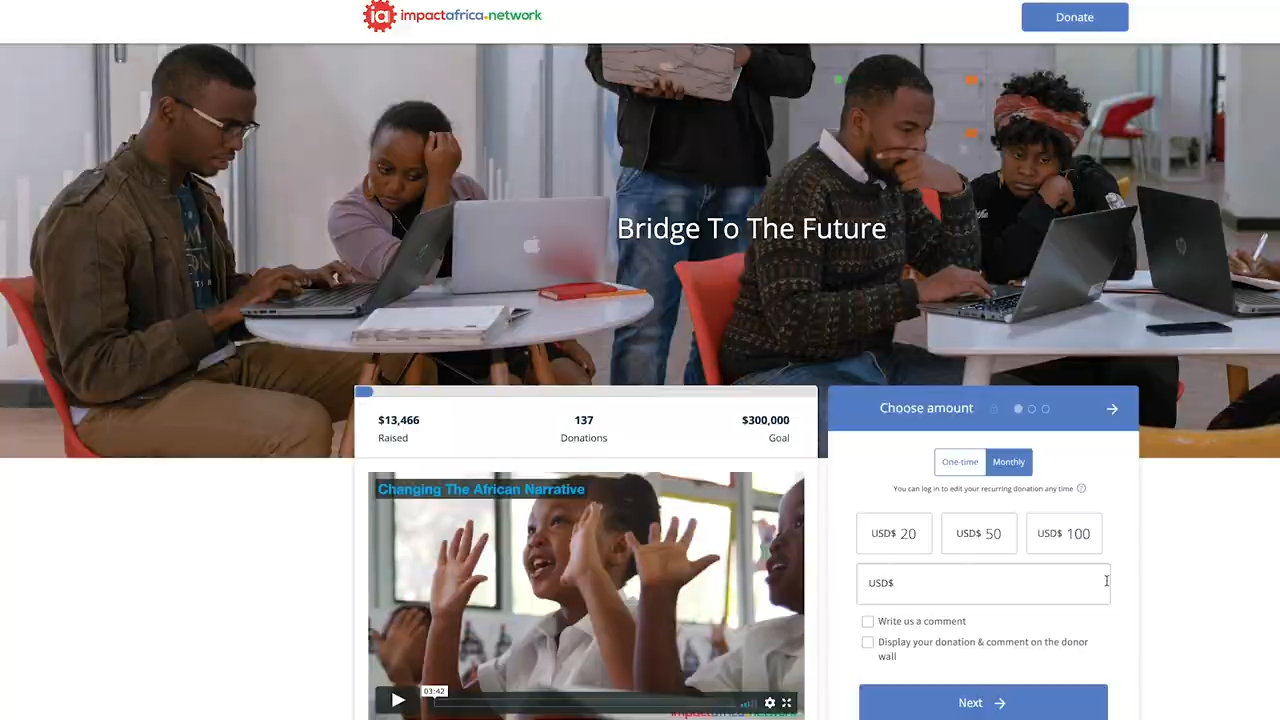 impactafrica.network
Donate
Bridge To The Future
$13,466
Raised
137
Donations
$300,000
Goal
Changing The African Narrative
03:42
Choose amount
One-time
Monthly
You can log in to edit your recurring donation any time
USD$ 20
USD$ 50
USD$ 100
USD$
Write us a comment
Display your donation & comment on the donor
wall
Next